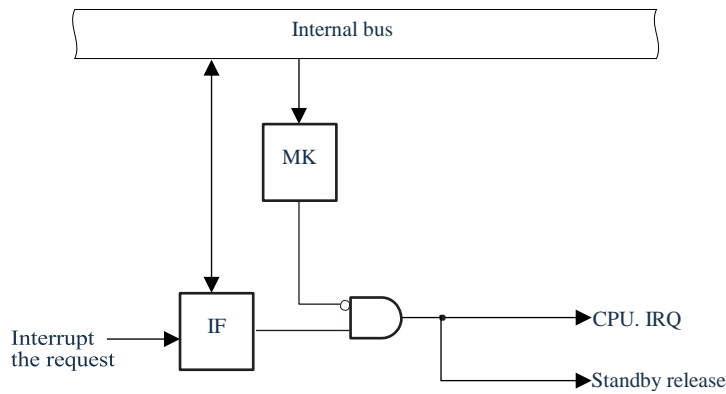 Internal bus
MK
IF
Interrupt
the request
CPU. IRQ
Standby release